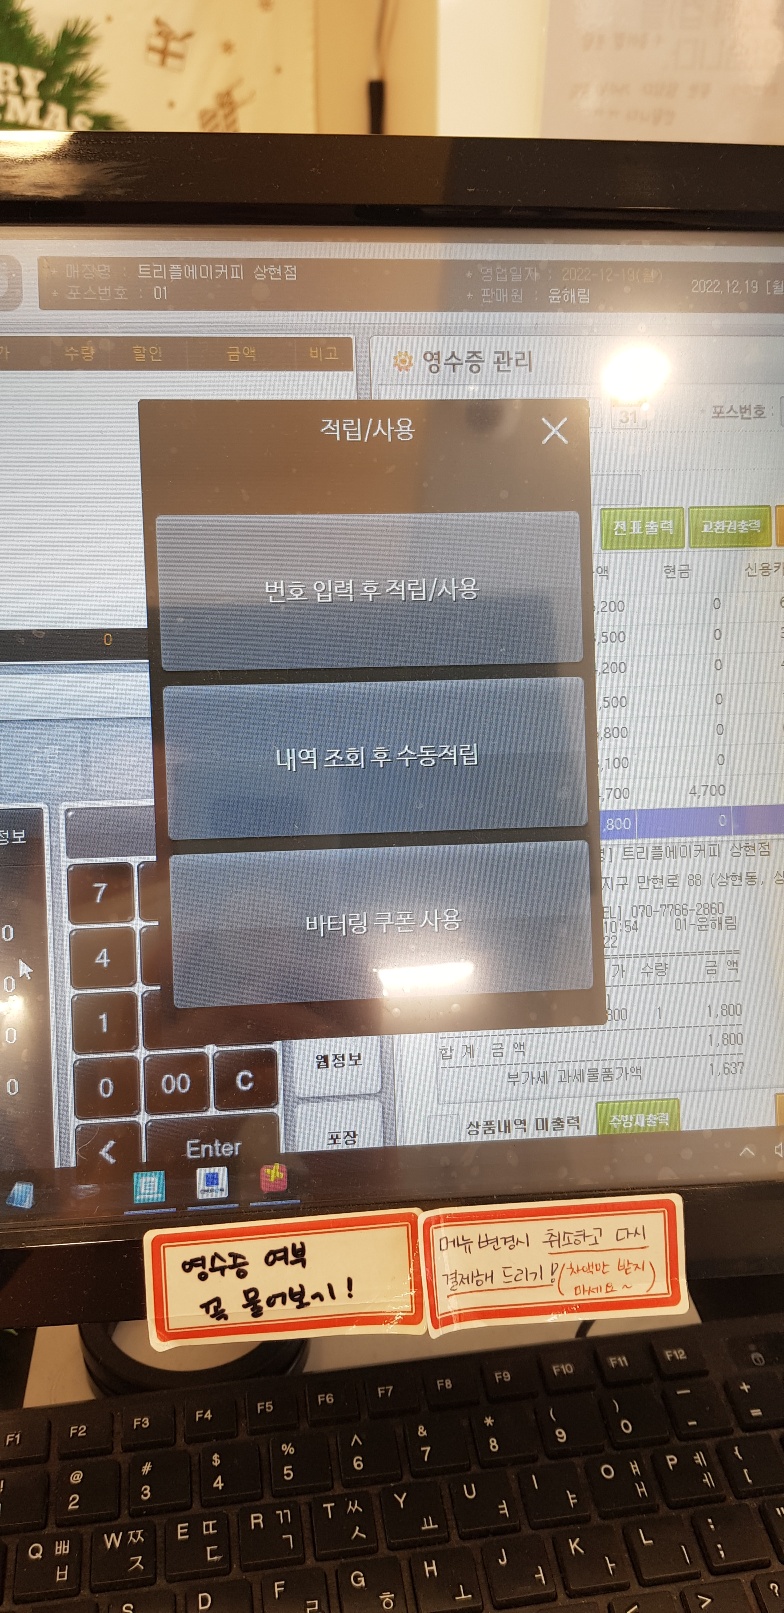 RY
MAS
매장명 : 트리플에이커피 상현점
포스번호 : 01
영업일자 : 2022-12-19(월)
판매원 : 윤해림
2022.12.19 [월
가 수량 할인 금액 비고
영수증 관리
31
포스번호 :
적립/사용
전표출력
교환권출력
액 현금 신용카
번호 입력 후 적립/사용
,200 0
,500 0
,200 0
,500 0
,800 0
,100 0
,700 4,700
,800 0
0
내역 조회 후 수동적립
바터링 쿠폰 사용
] 트리플에이커피 상현점
지구 만현로 88 (상현동, 상
EL] 070-7766-2860
10:54 01-윤해림
22
가 수량 금 액
800 1 1,800
합 계 금 액 1,800
부가세 과세물품가액 1,637
상품내역 미출력
주방재출력
정보
0
0
0
0
7
4
1
0 00 C
< Enter
웹정보
포장
영수증 여부
꼭 물어보기!
메뉴변경시 취소하고 다시
결제해 드리기! (차액만 받지
마세요~)
F1 F2 F3 F4 F5 F6 F7 F8 F9 F10 F11 F12
@ # $ % ^ & * ( ) - +
2 3 4 5 6 7 8 9 0 - =
Q ㅃ ㅂ W ㅉ ㅈ E ㄸ ㄷ R ㄲ ㄱ T ㅆ ㅅ Y ㅛ U ㅕ I ㅑ O ㅒ ㅐ P ㅖ ㅔ { [
S D F ㄹ G ㅎ H ㅗ J ㅓ K ㅏ L ㅣ : ;
< > ?